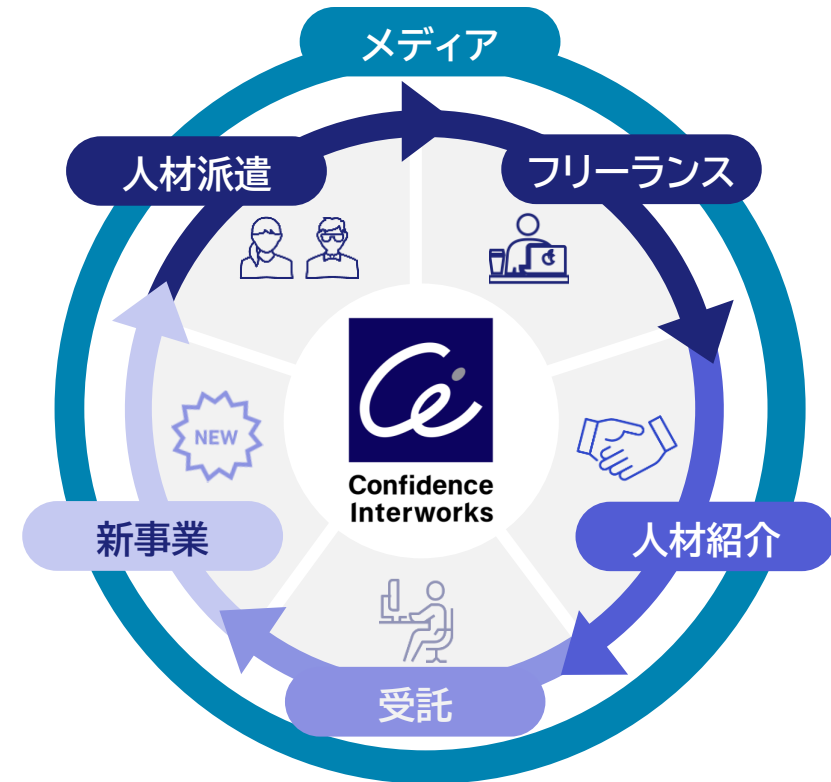 メディア
人材派遣
フリーランス
NEW
Confidence
Interworks
新事業
人材紹介
受託